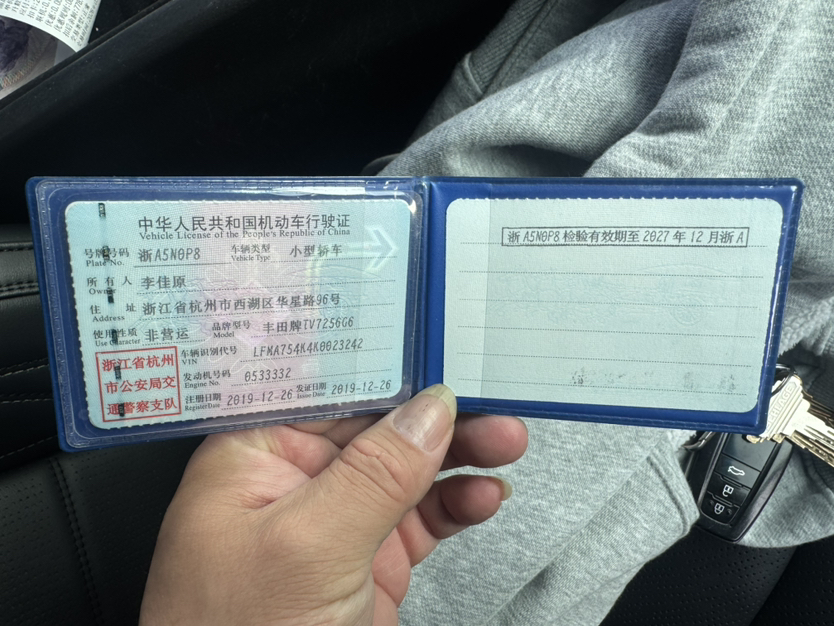 中华人民共和国机动车行驶证
Vehicle License of the People's Republic of China
号牌号码 浙A5N0P8 车辆类型 小型轿车
Plate No. Vehicle Type
所有人 李佳原
Owner
住址 浙江省杭州市西湖区华星路96号
Address
使用性质 非营运 品牌型号 丰田牌TV7256G6
Use Character Model
浙江省杭州
市公安局交
通警察支队
车辆识别代号 LFMA754K4K0023242
VIN
发动机号码 0533332
Engine No.
注册日期 2019-12-26 发证日期 2019-12-26
Register Date Issue Date
浙A5N0P8检验有效期至2027年12月浙A